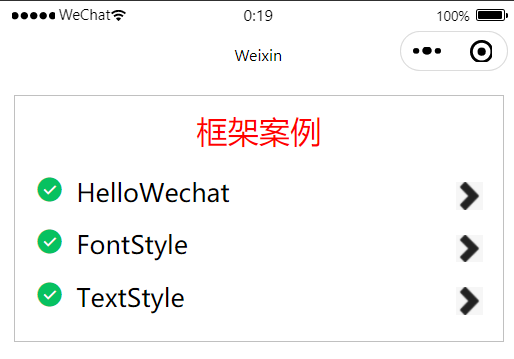 WeChat 0:19 100%
Weixin
框架案例
HelloWechat
FontStyle
TextStyle